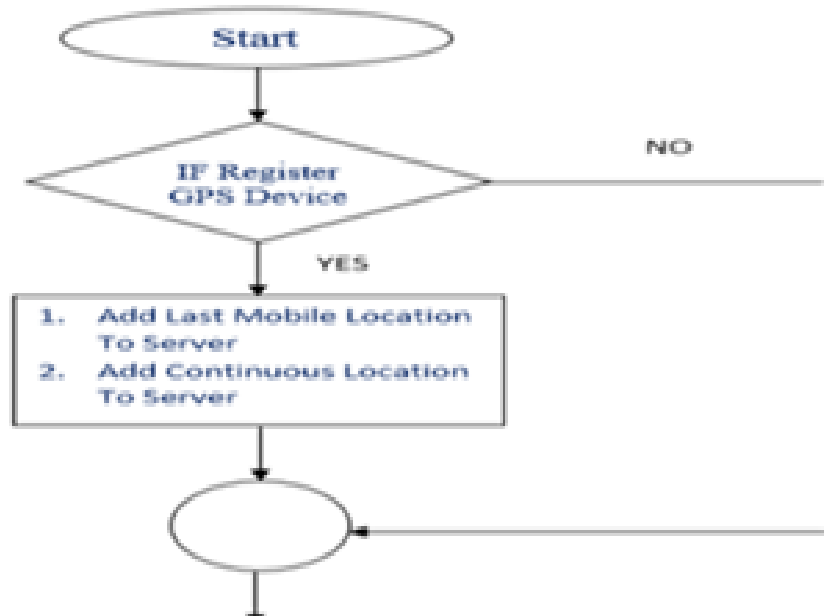 Start
IF Register
GPS Device
NO
YES
1. Add Last Mobile Location
To Server
2. Add Continuous Location
To Server